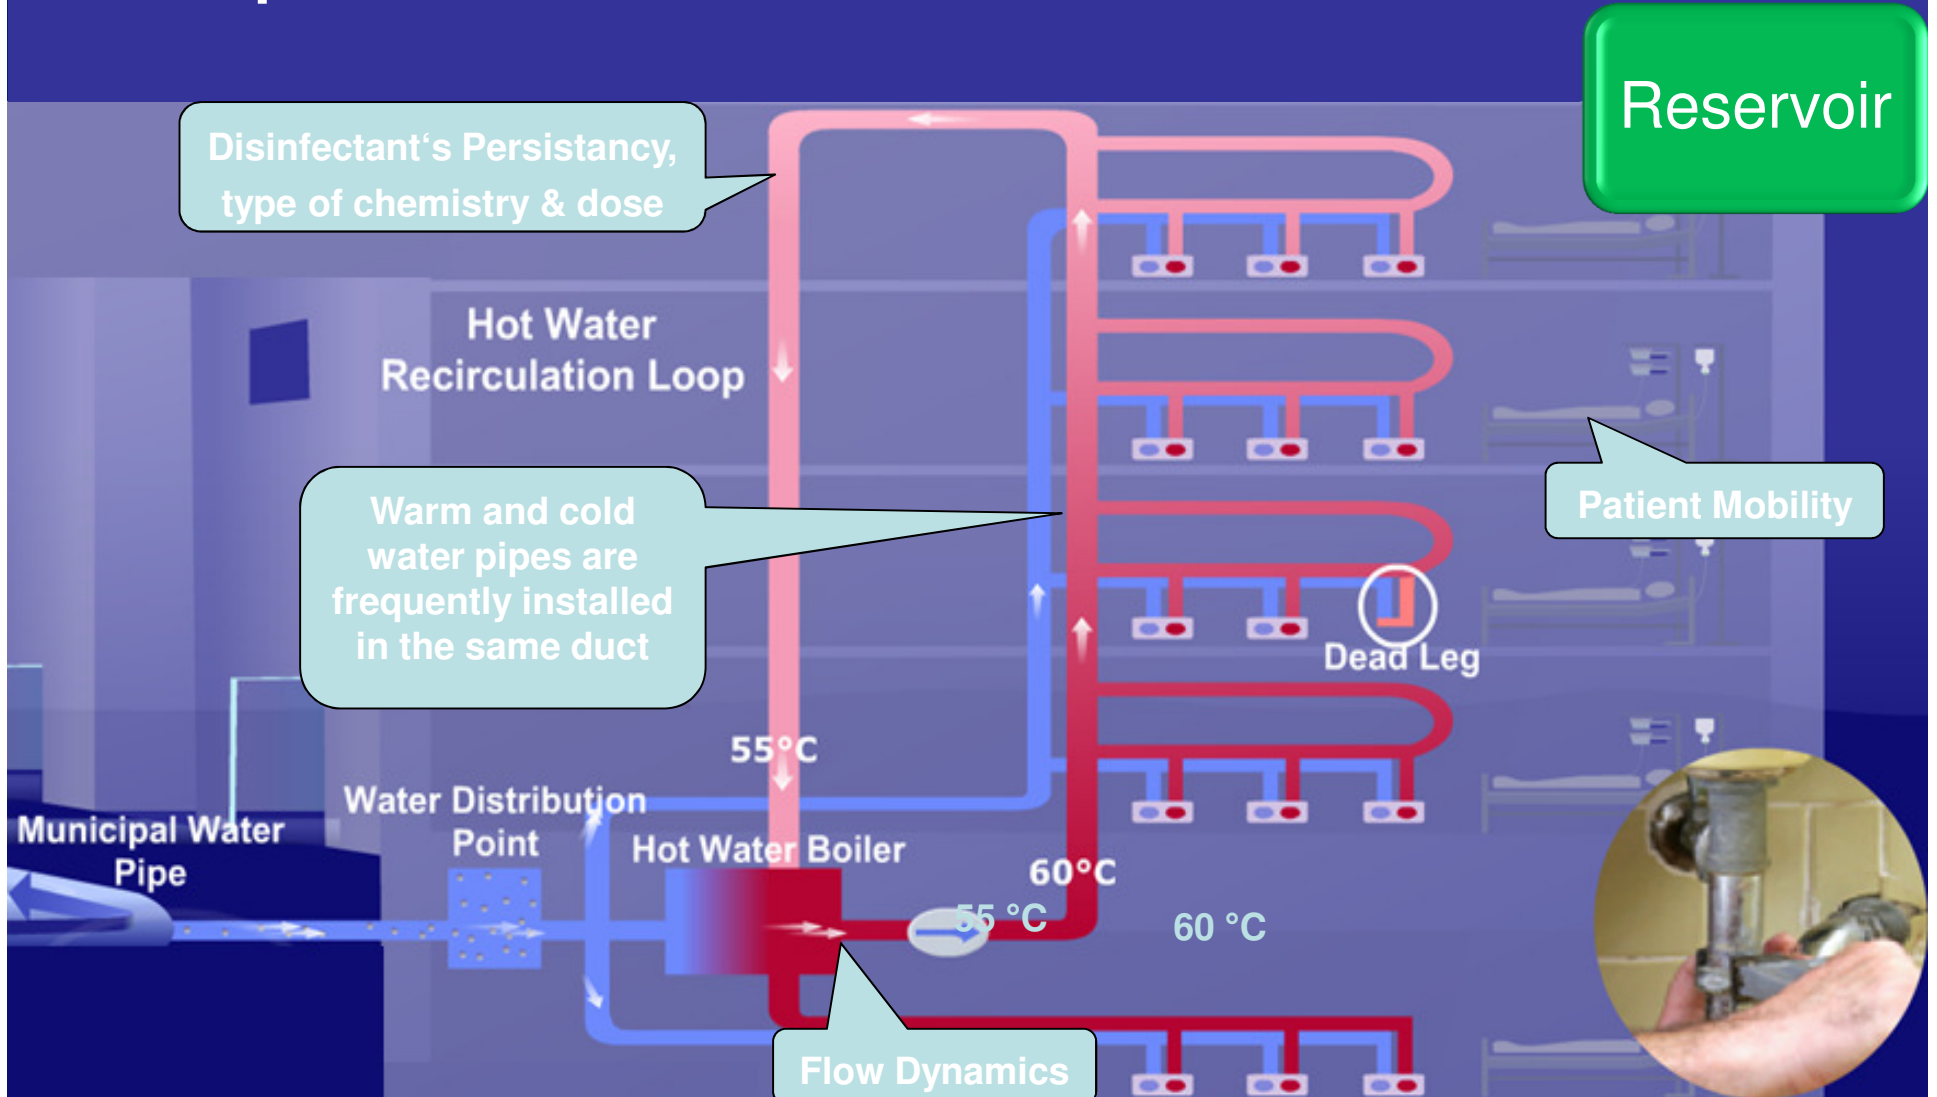 Reservoir
Disinfectant‘s Persistancy,
type of chemistry & dose
Hot Water
Recirculation Loop
Warm and cold
water pipes are
frequently installed
in the same duct
Patient Mobility
Dead Leg
55°C
Water Distribution
Point
Municipal Water
Pipe
Hot Water Boiler
60°C
55 °C
60 °C
Flow Dynamics